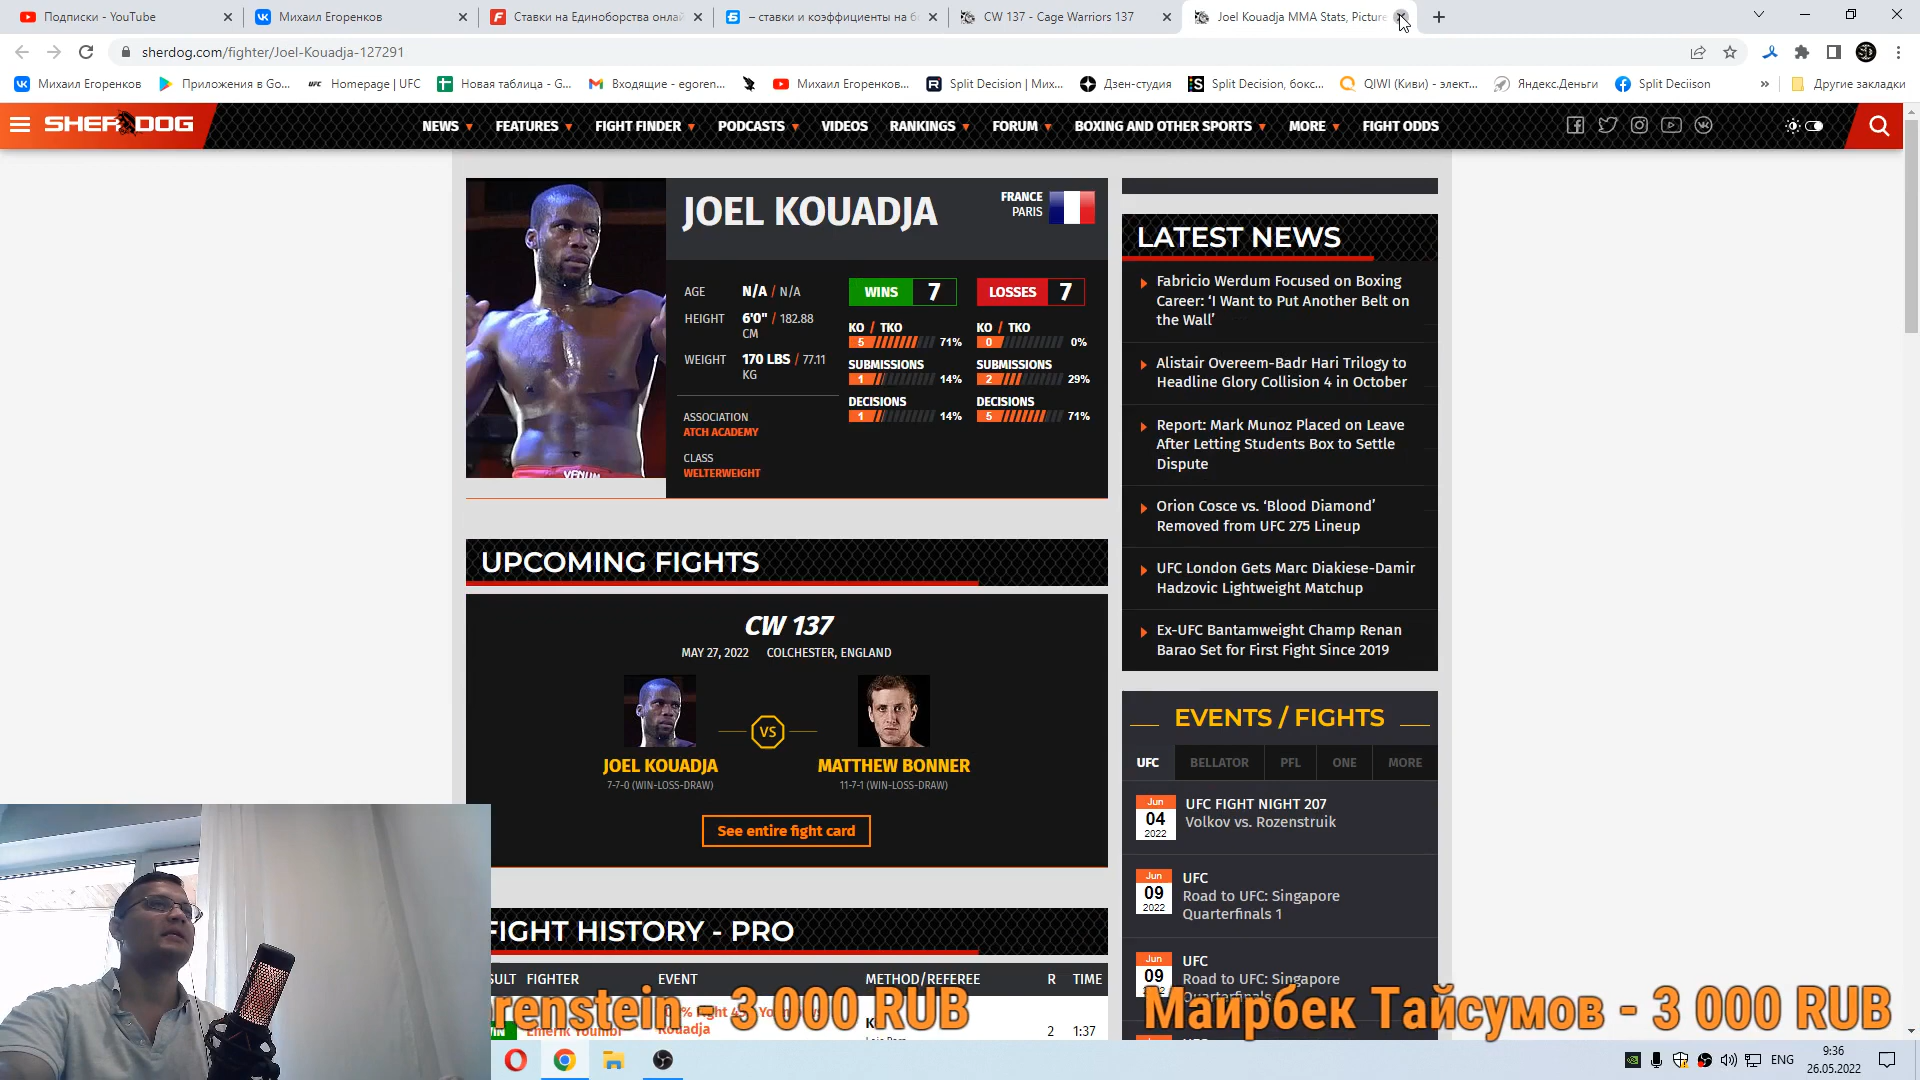 Подписки - YouTube
Михаил Егоренков
Ставки на Единоборства онлай
– ставки и коэффициенты на б
CW 137 - Cage Warriors 137
Joel Kouadja MMA Stats, Picture
sherdog.com/fighter/Joel-Kouadja-127291
Михаил Егоренков
Приложения в Go...
Homepage | UFC
Новая таблица - G...
Входящие - egoren...
Михаил Егоренков...
Split Decision | Мих...
Дзен-студия
Split Decision, бокс...
QIWI (Киви) - элект...
Яндекс.Деньги
Split Deciison
Другие закладки
SHERDOG
NEWS
FEATURES
FIGHT FINDER
PODCASTS
VIDEOS
RANKINGS
FORUM
BOXING AND OTHER SPORTS
MORE
FIGHT ODDS
JOEL KOUADJA
FRANCE
PARIS
AGE N/A / N/A
HEIGHT 6'0" / 182.88
CM
WEIGHT 170 LBS / 77.11
KG
ASSOCIATION
ATCH ACADEMY
CLASS
WELTERWEIGHT
WINS 7
KO / TKO
5 71%
SUBMISSIONS
1 14%
DECISIONS
1 14%
LOSSES 7
KO / TKO
0 0%
SUBMISSIONS
2 29%
DECISIONS
5 71%
VENUM
UPCOMING FIGHTS
CW 137
MAY 27, 2022 COLCHESTER, ENGLAND
VS
JOEL KOUADJA
7-7-0 (WIN-LOSS-DRAW)
MATTHEW BONNER
11-7-1 (WIN-LOSS-DRAW)
See entire fight card
FIGHT HISTORY - PRO
SULT FIGHTER EVENT METHOD/REFEREE R TIME
Emerik Youmbi
Kouadja
2 1:37
LATEST NEWS
Fabricio Werdum Focused on Boxing
Career: ‘I Want to Put Another Belt on
the Wall’
Alistair Overeem-Badr Hari Trilogy to
Headline Glory Collision 4 in October
Report: Mark Munoz Placed on Leave
After Letting Students Box to Settle
Dispute
Orion Cosce vs. ‘Blood Diamond’
Removed from UFC 275 Lineup
UFC London Gets Marc Diakiese-Damir
Hadzovic Lightweight Matchup
Ex-UFC Bantamweight Champ Renan
Barao Set for First Fight Since 2019
EVENTS / FIGHTS
UFC
BELLATOR
PFL
ONE
MORE
Jun
04
2022
UFC FIGHT NIGHT 207
Volkov vs. Rozenstruik
Jun
09
2022
UFC
Road to UFC: Singapore
Quarterfinals 1
Jun
09
2022
UFC
Road to UFC: Singapore
Quarterfinals
renstein - 3 000 RUB
Маирбек Тайсумов - 3 000 RUB
ENG
9:36
26.05.2022